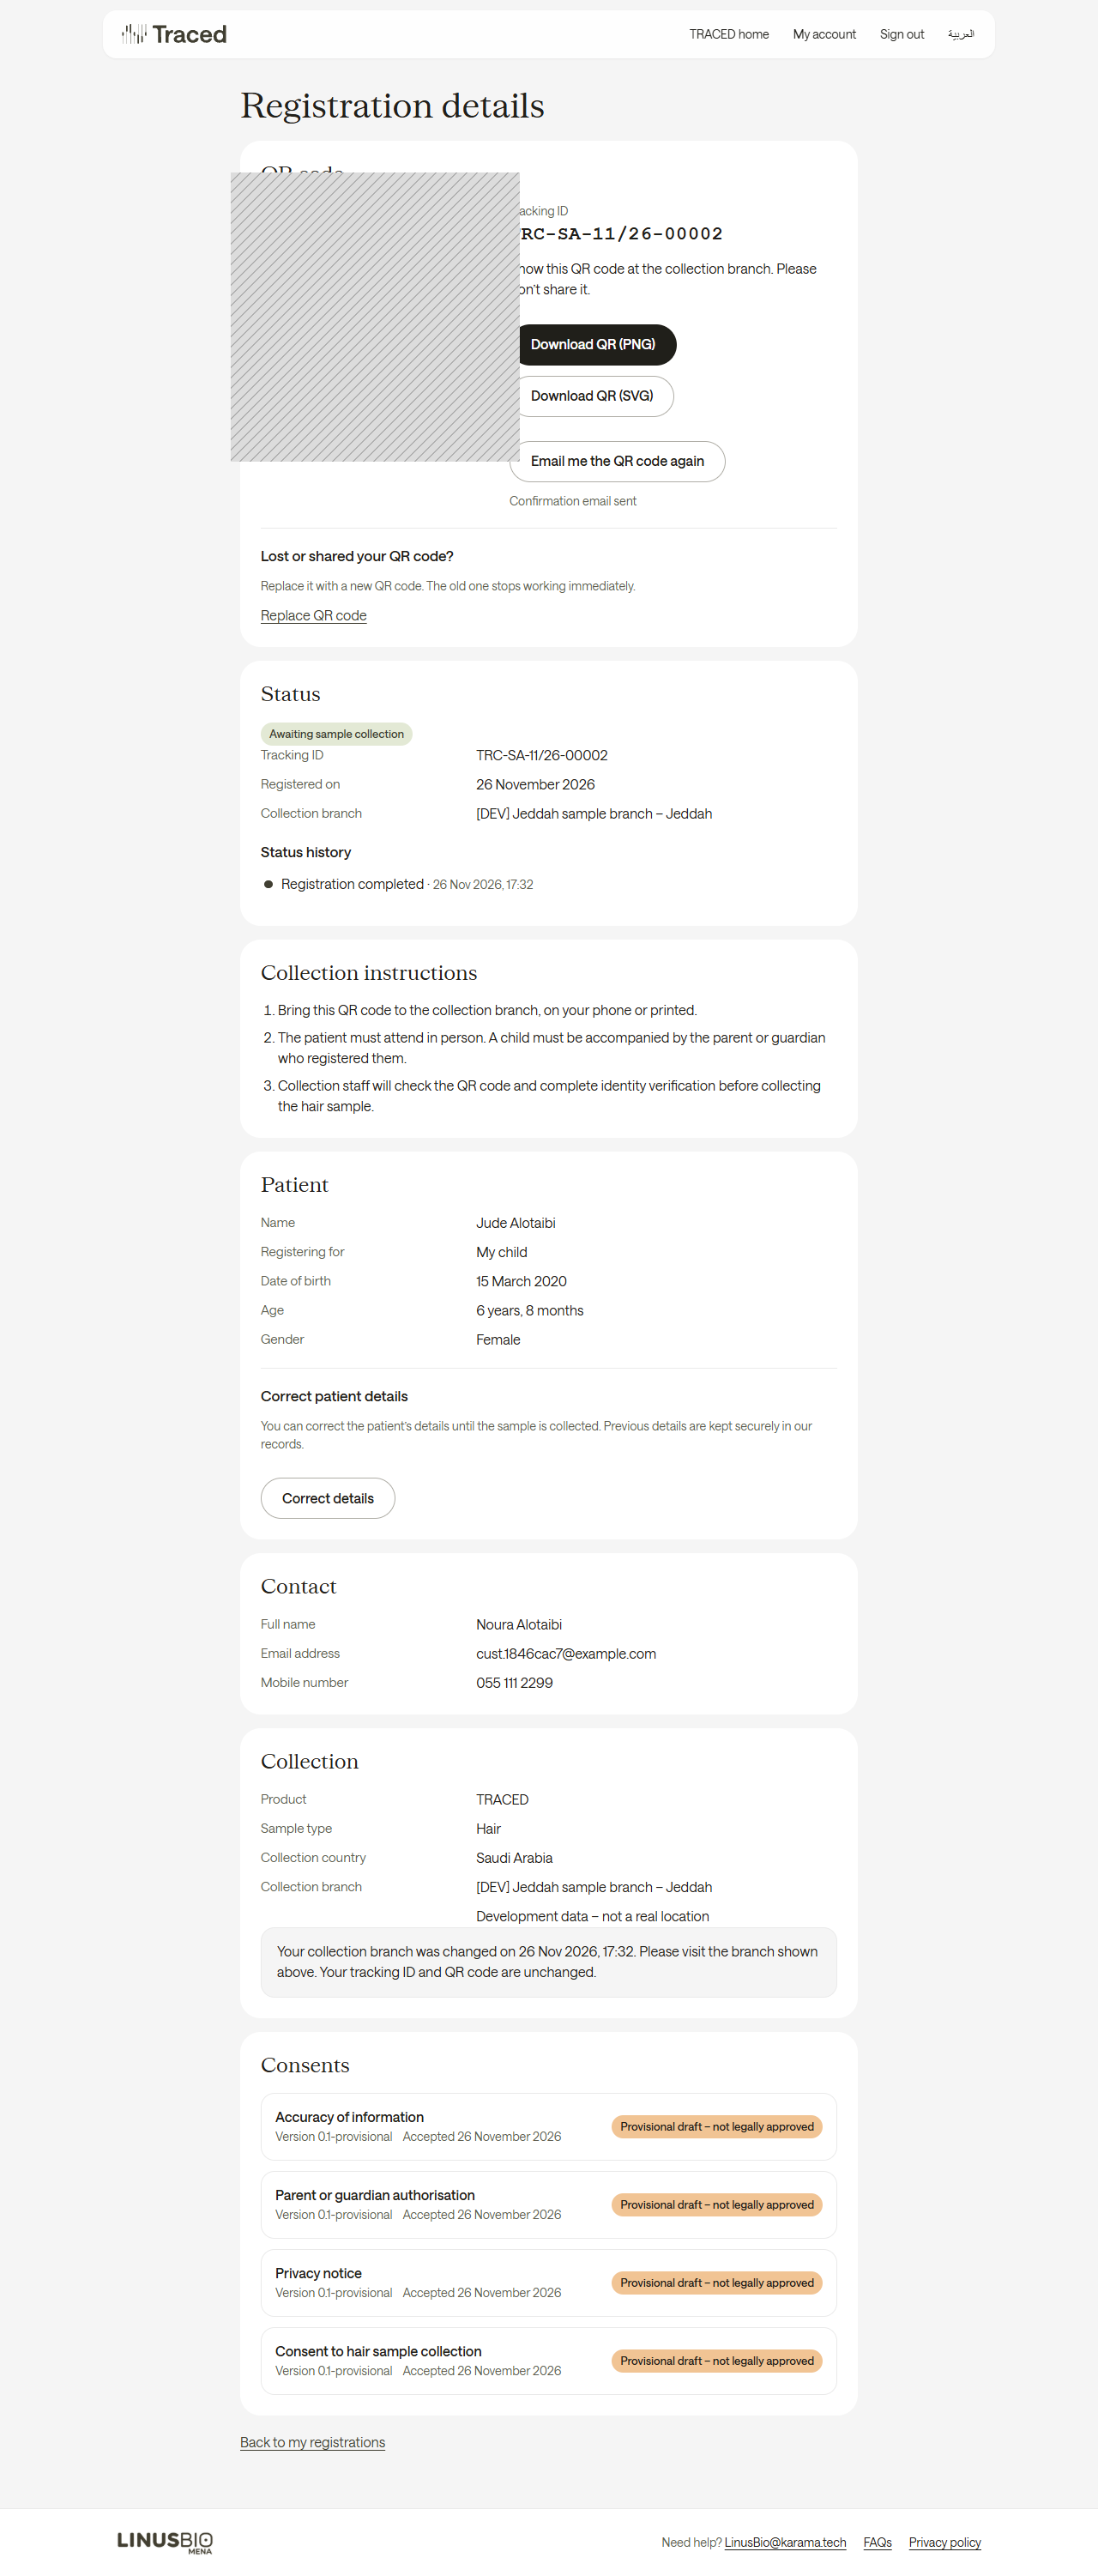 Traced
TRACED home
My account
Sign out
العربية
Registration details
QR code
acking ID
RC-SA-11/26-00002
how this QR code at the collection branch. Please
on't share it.
Download QR (PNG)
Download QR (SVG)
Email me the QR code again
Confirmation email sent
Lost or shared your QR code?
Replace it with a new QR code. The old one stops working immediately.
Replace QR code
Status
Awaiting sample collection
Tracking ID TRC-SA-11/26-00002
Registered on 26 November 2026
Collection branch [DEV] Jeddah sample branch – Jeddah
Status history
Registration completed · 26 Nov 2026, 17:32
Collection instructions
1. Bring this QR code to the collection branch, on your phone or printed.
2. The patient must attend in person. A child must be accompanied by the parent or guardian
who registered them.
3. Collection staff will check the QR code and complete identity verification before collecting
the hair sample.
Patient
Name Jude Alotaibi
Registering for My child
Date of birth 15 March 2020
Age 6 years, 8 months
Gender Female
Correct patient details
You can correct the patient's details until the sample is collected. Previous details are kept securely in our
records.
Correct details
Contact
Full name Noura Alotaibi
Email address cust.1846cac7@example.com
Mobile number 055 111 2299
Collection
Product TRACED
Sample type Hair
Collection country Saudi Arabia
Collection branch [DEV] Jeddah sample branch – Jeddah
Development data – not a real location
Your collection branch was changed on 26 Nov 2026, 17:32. Please visit the branch shown
above. Your tracking ID and QR code are unchanged.
Consents
Accuracy of information
Version 0.1-provisional Accepted 26 November 2026
Provisional draft – not legally approved
Parent or guardian authorisation
Version 0.1-provisional Accepted 26 November 2026
Provisional draft – not legally approved
Privacy notice
Version 0.1-provisional Accepted 26 November 2026
Provisional draft – not legally approved
Consent to hair sample collection
Version 0.1-provisional Accepted 26 November 2026
Provisional draft – not legally approved
Back to my registrations
LINUSBIO
MENA
Need help? LinusBio@karama.tech
FAQs
Privacy policy